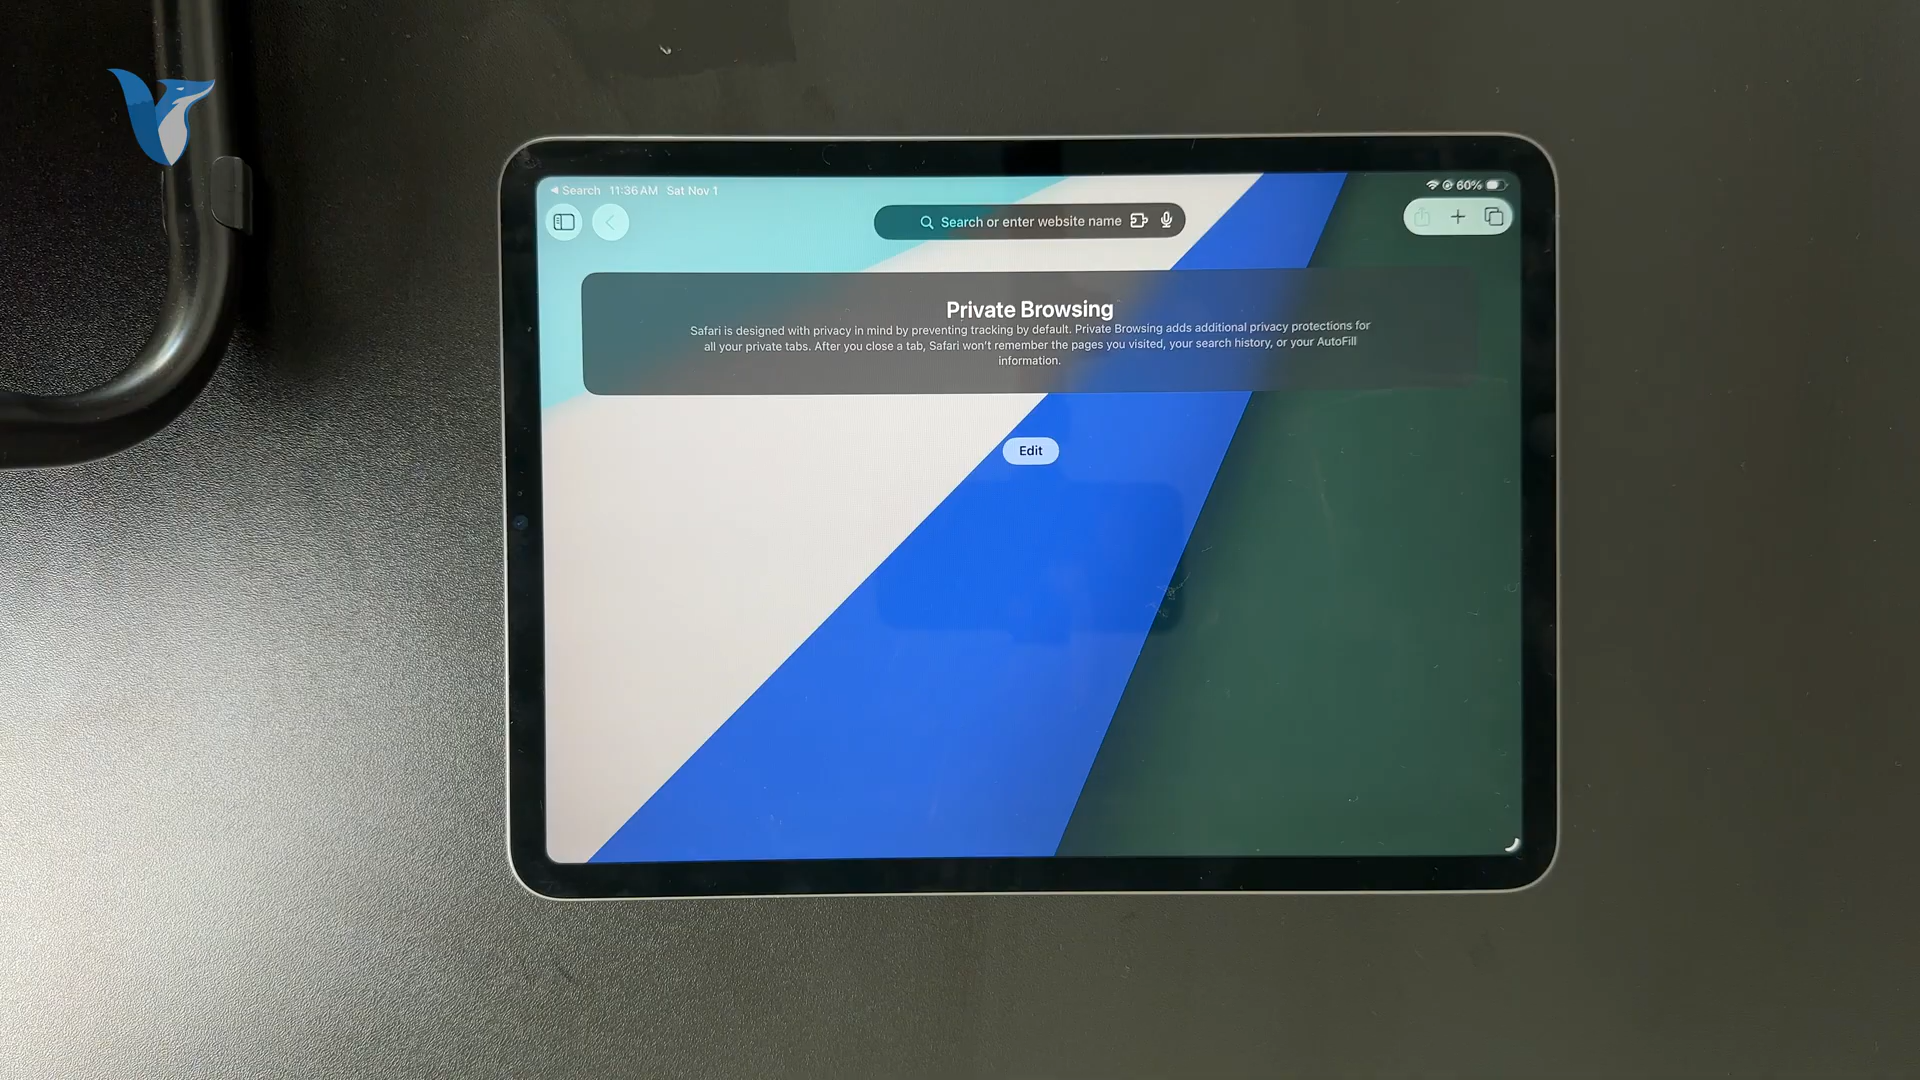 Search 11:36 AM Sat Nov 1
60%
Search or enter website name
Private Browsing
Safari is designed with privacy in mind by preventing tracking by default. Private Browsing adds additional privacy protections for
all your private tabs. After you close a tab, Safari won't remember the pages you visited, your search history, or your AutoFill
information.
Edit